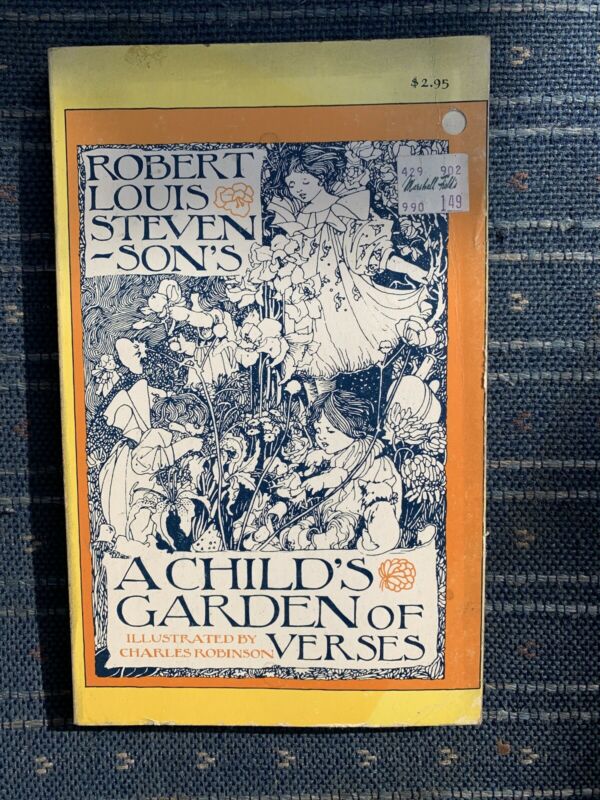 $2.95
ROBERT
LOUIS
STEVEN
-SON'S
429 902
Marshall Field's
990 149
A CHILD'S
GARDEN OF
VERSES
ILLUSTRATED BY
CHARLES ROBINSON